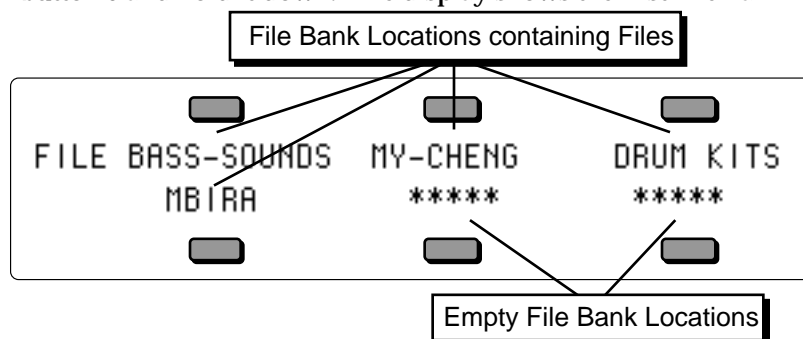 File Bank Locations containing Files
FILE BASS-SOUNDS MY-CHENG DRUM KITS
MBIRA ***** *****
Empty File Bank Locations